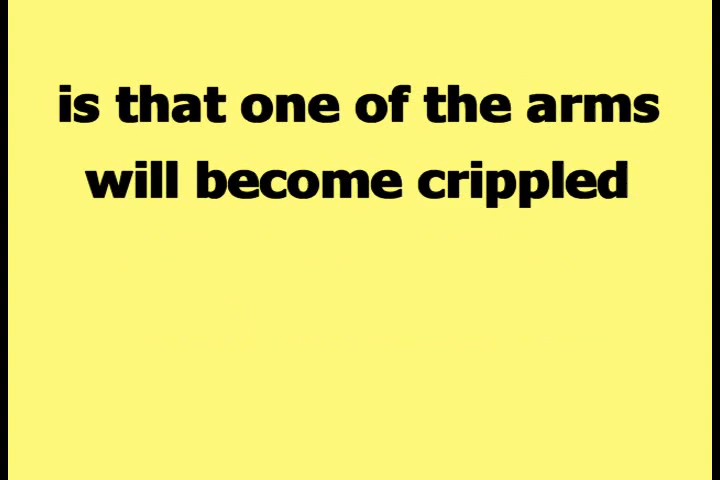 is that one of the arms
will become crippled